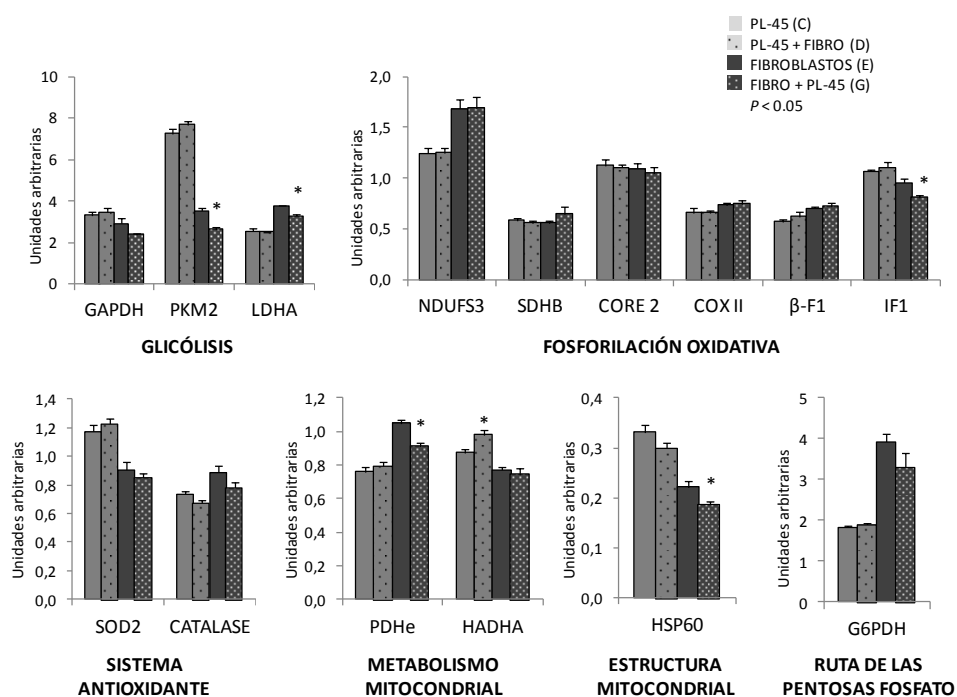 PL-45 (C)
PL-45 + FIBRO (D)
FIBROBLASTOS (E)
FIBRO + PL-45 (G)
P < 0.05
Unidades arbitrarias
10
8
6
4
2
0
*
*
GAPDH PKM2 LDHA
GLICÓLISIS
Unidades arbitrarias
2,0
1,5
1,0
0,5
0,0
*
NDUFS3 SDHB CORE 2 COX II β-F1 IF1
FOSFORILACIÓN OXIDATIVA
Unidades arbitrarias
1,4
1,2
1,0
0,8
0,6
0,4
0,2
0,0
SOD2 CATALASE
SISTEMA
ANTIOXIDANTE
Unidades arbitrarias
1,2
1,0
0,8
0,6
0,4
0,2
0,0
*
*
PDHe HADHA
METABOLISMO
MITOCONDRIAL
Unidades arbitrarias
0,4
0,3
0,2
0,1
0,0
*
HSP60
ESTRUCTURA
MITOCONDRIAL
Unidades arbitrarias
5
4
3
2
1
0
G6PDH
RUTA DE LAS
PENTOSAS FOSFATO